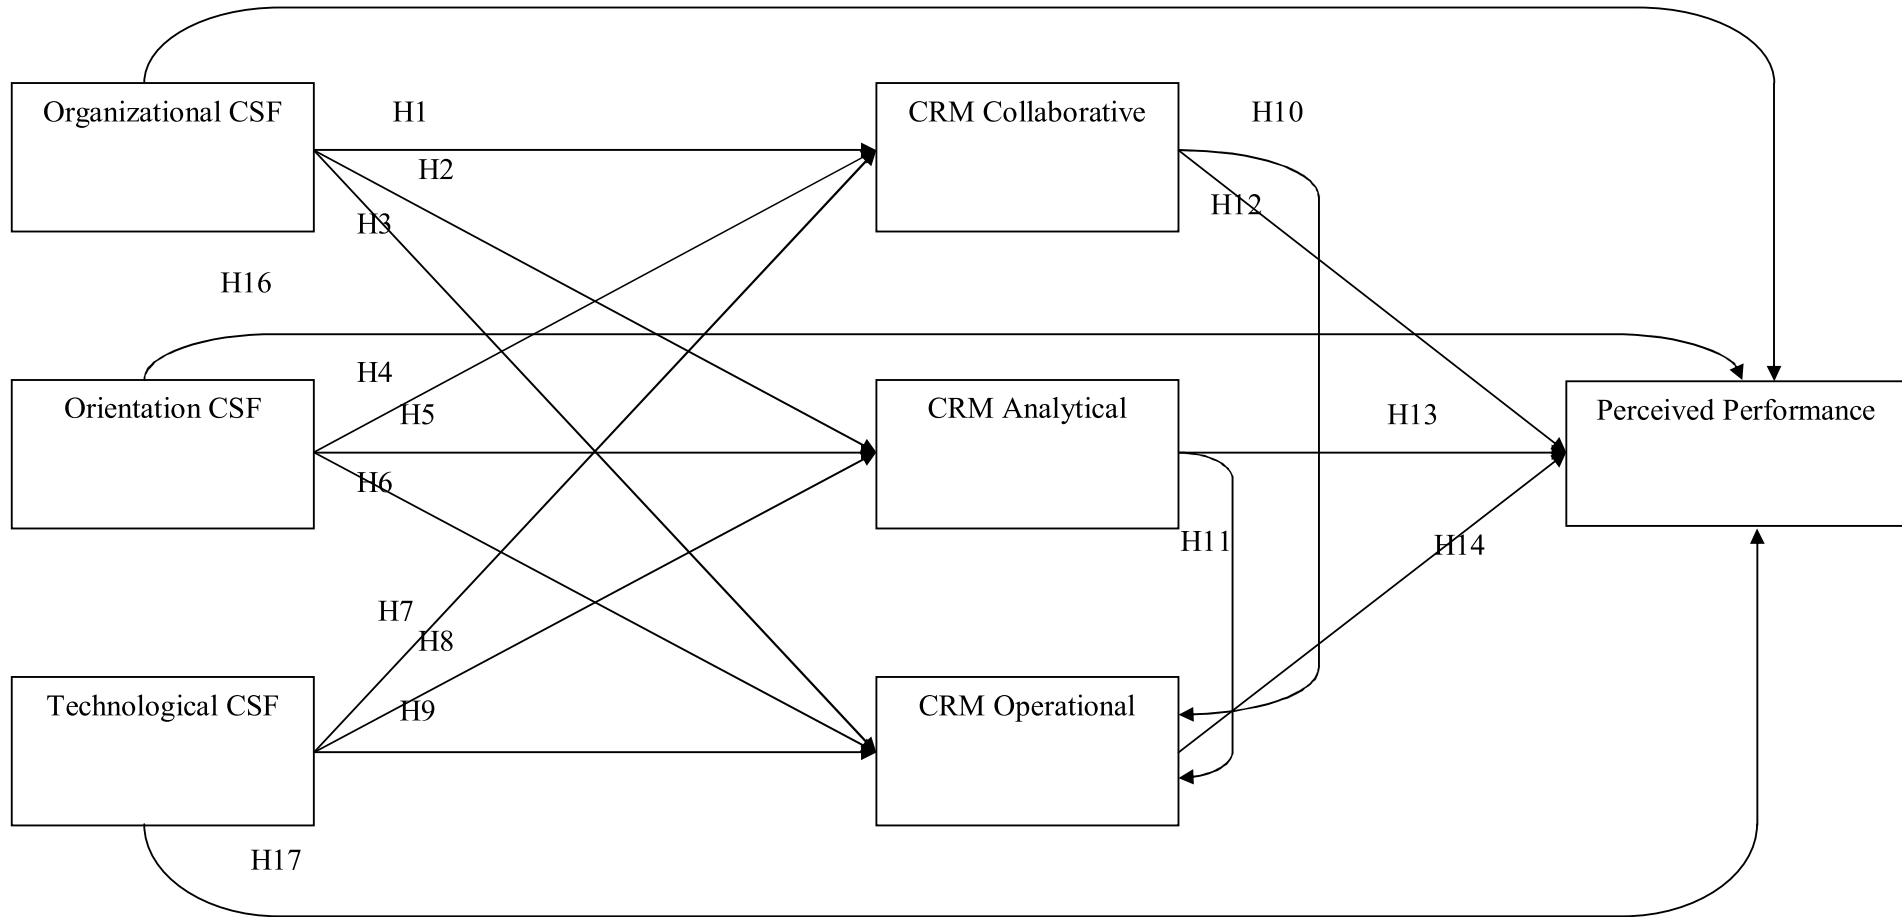 Organizational CSF
H1
CRM Collaborative
H10
H2
H12
H3
H16
H4
Orientation CSF
H5
CRM Analytical
H13
Perceived Performance
H6
H11
H14
H7
H8
Technological CSF
H9
CRM Operational
H17